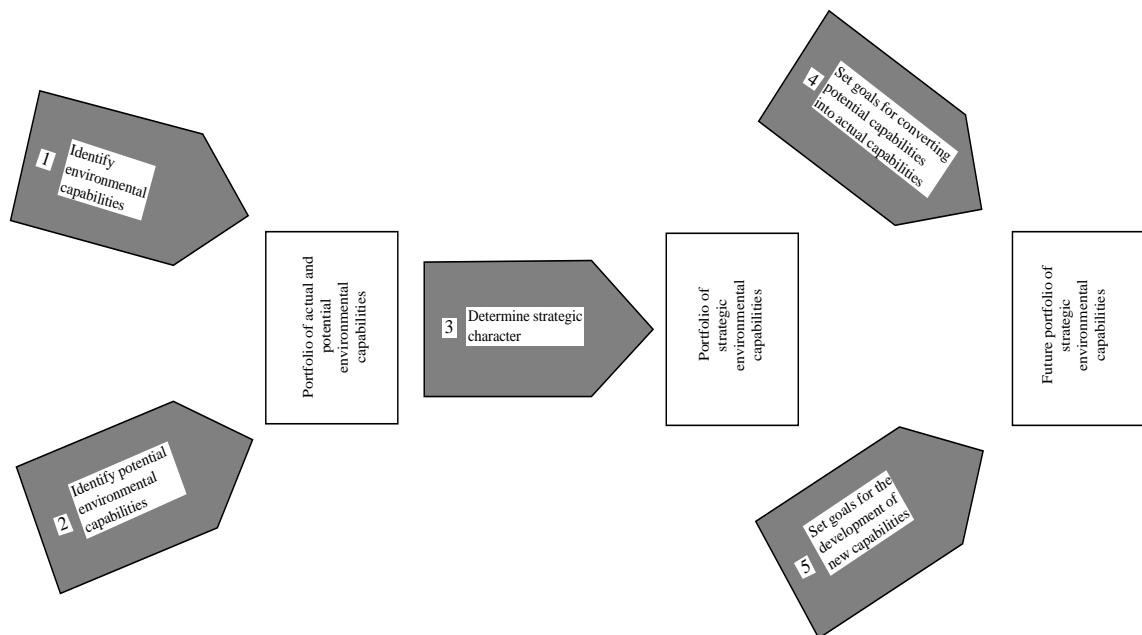 1
Identify
environmental
capabilities
2
Identify potential
environmental
capabilities
Portfolio of actual and
potential
environmental
capabilities
3
Determine strategic
character
Portfolio of
strategic
environmental
capabilities
4
Set goals for converting
potential capabilities
into actual capabilities
5
Set goals for the
development of
new capabilities
Future portfolio of
strategic
environmental
capabilities